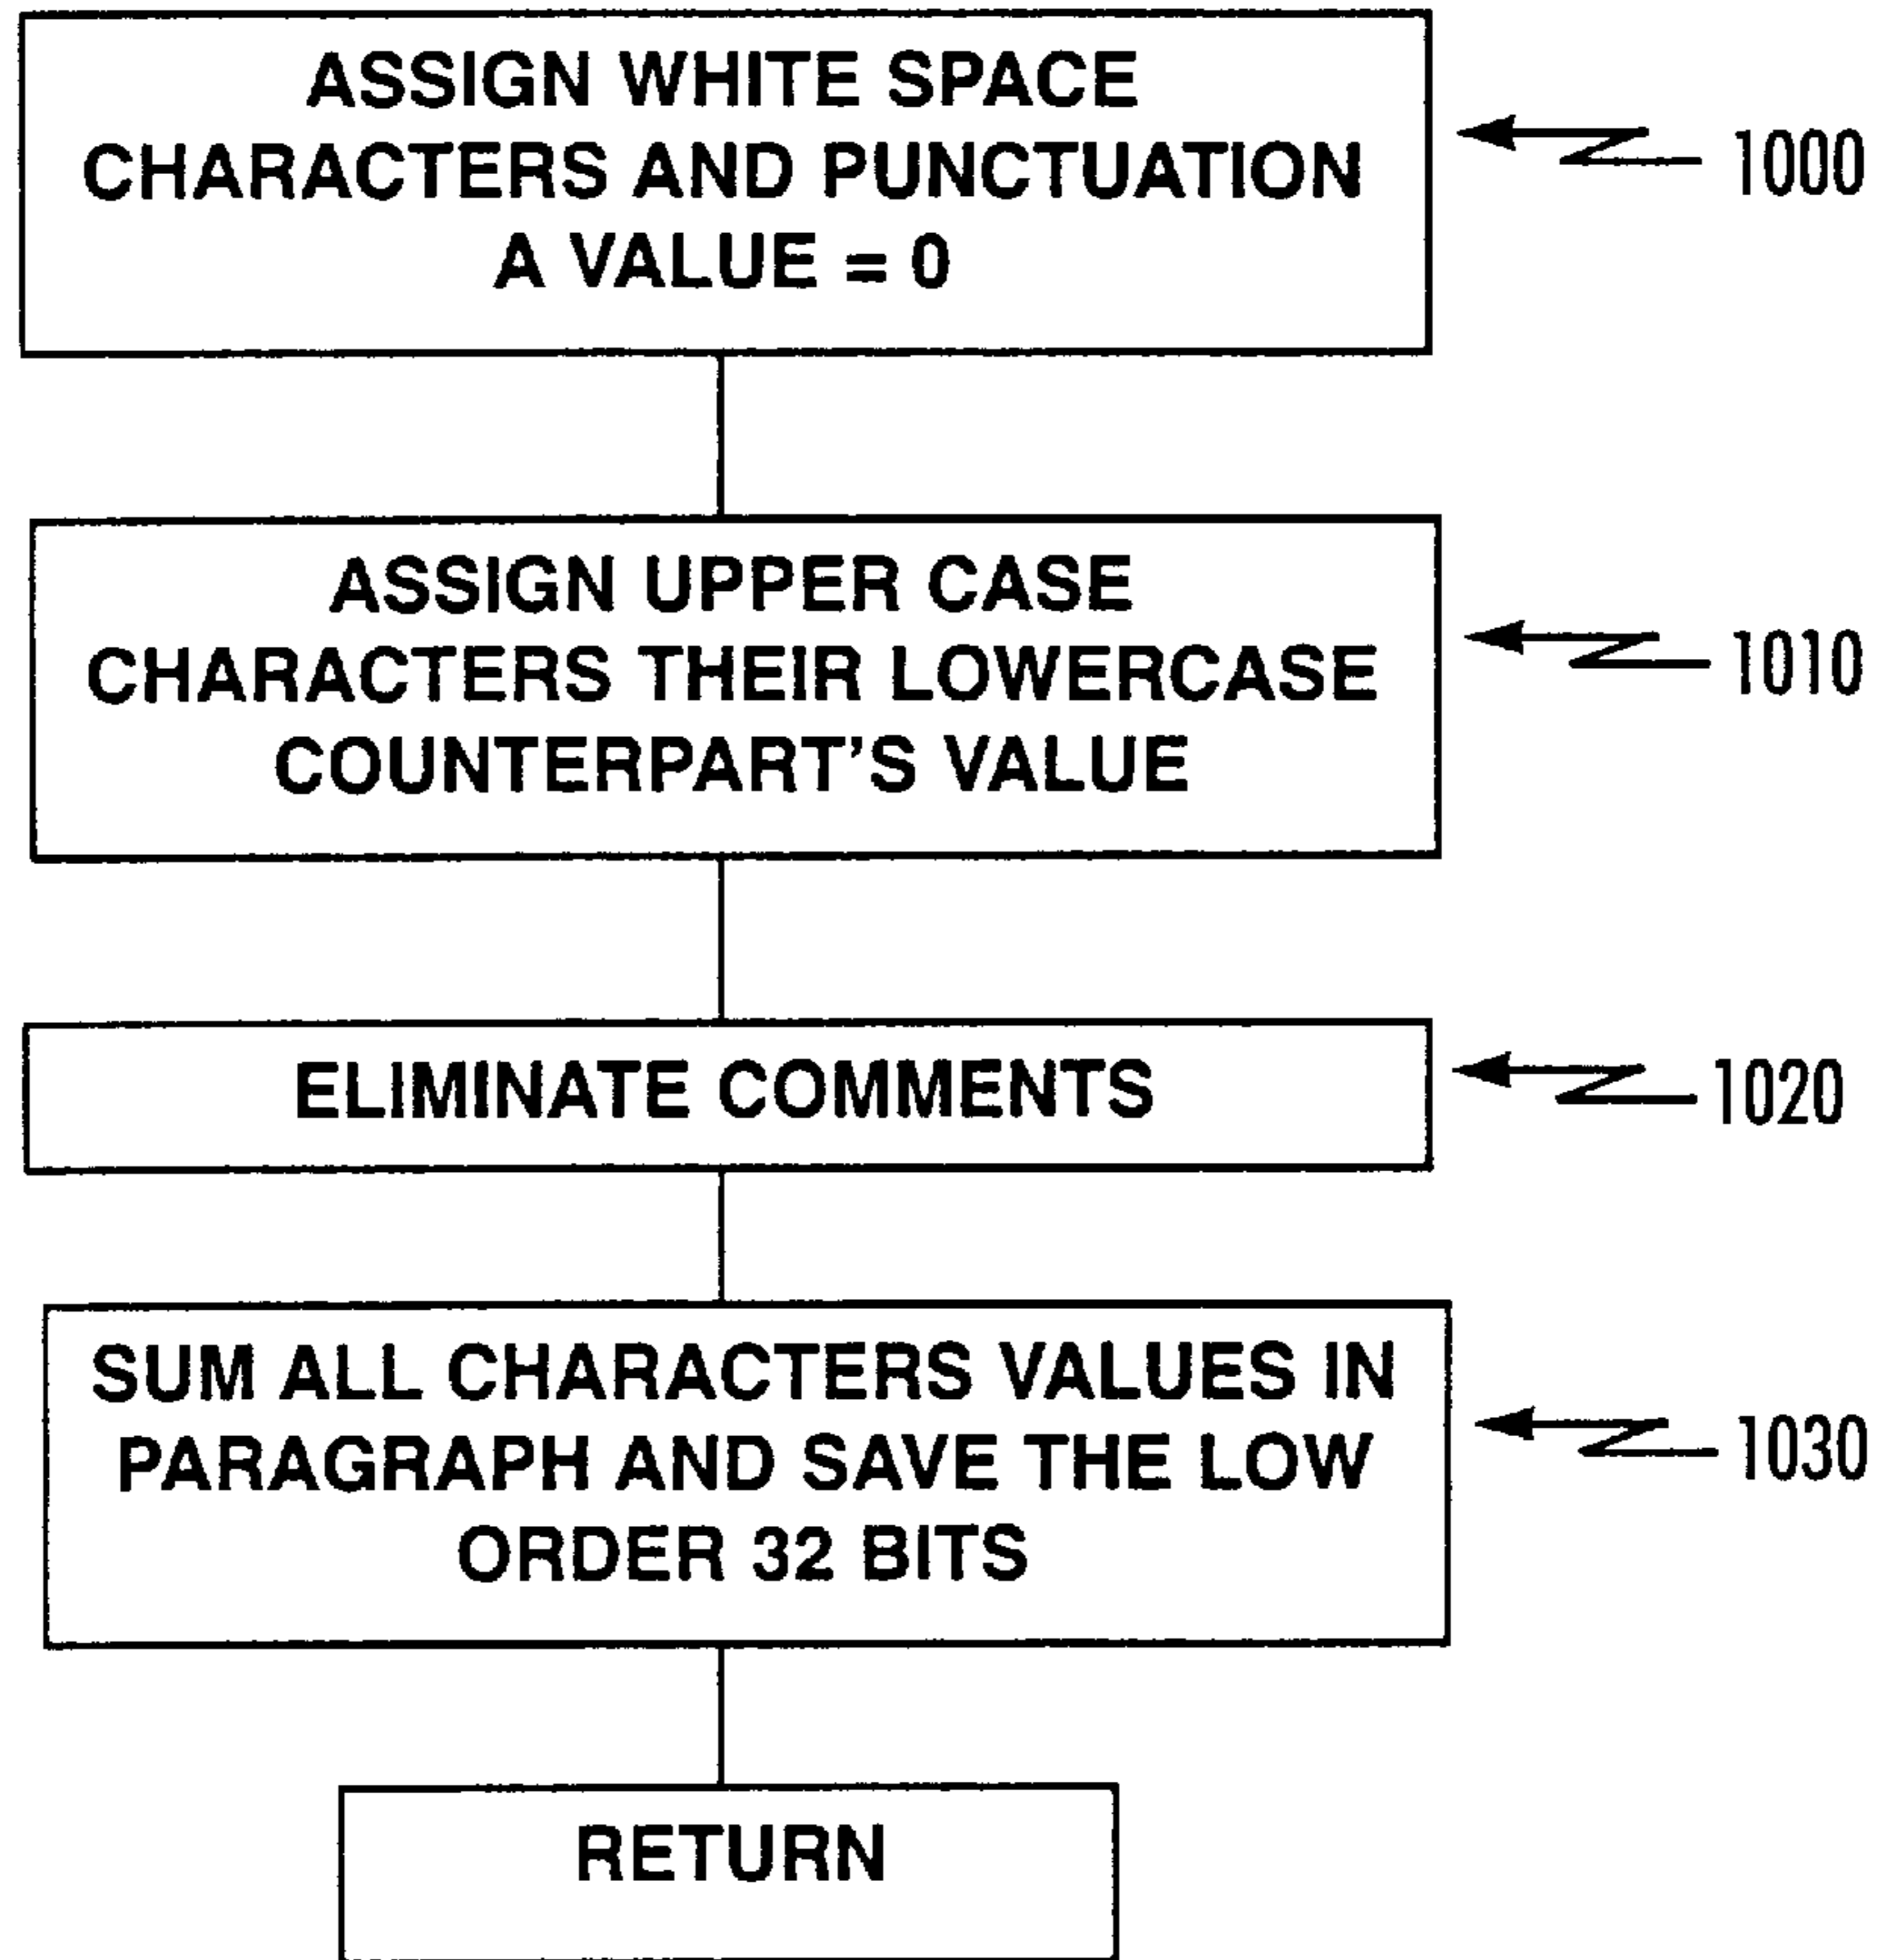 ASSIGN WHITE SPACE
CHARACTERS AND PUNCTUATION
A VALUE = 0
1000
ASSIGN UPPER CASE
CHARACTERS THEIR LOWERCASE
COUNTERPART'S VALUE
1010
ELIMINATE COMMENTS
1020
SUM ALL CHARACTERS VALUES IN
PARAGRAPH AND SAVE THE LOW
ORDER 32 BITS
1030
RETURN